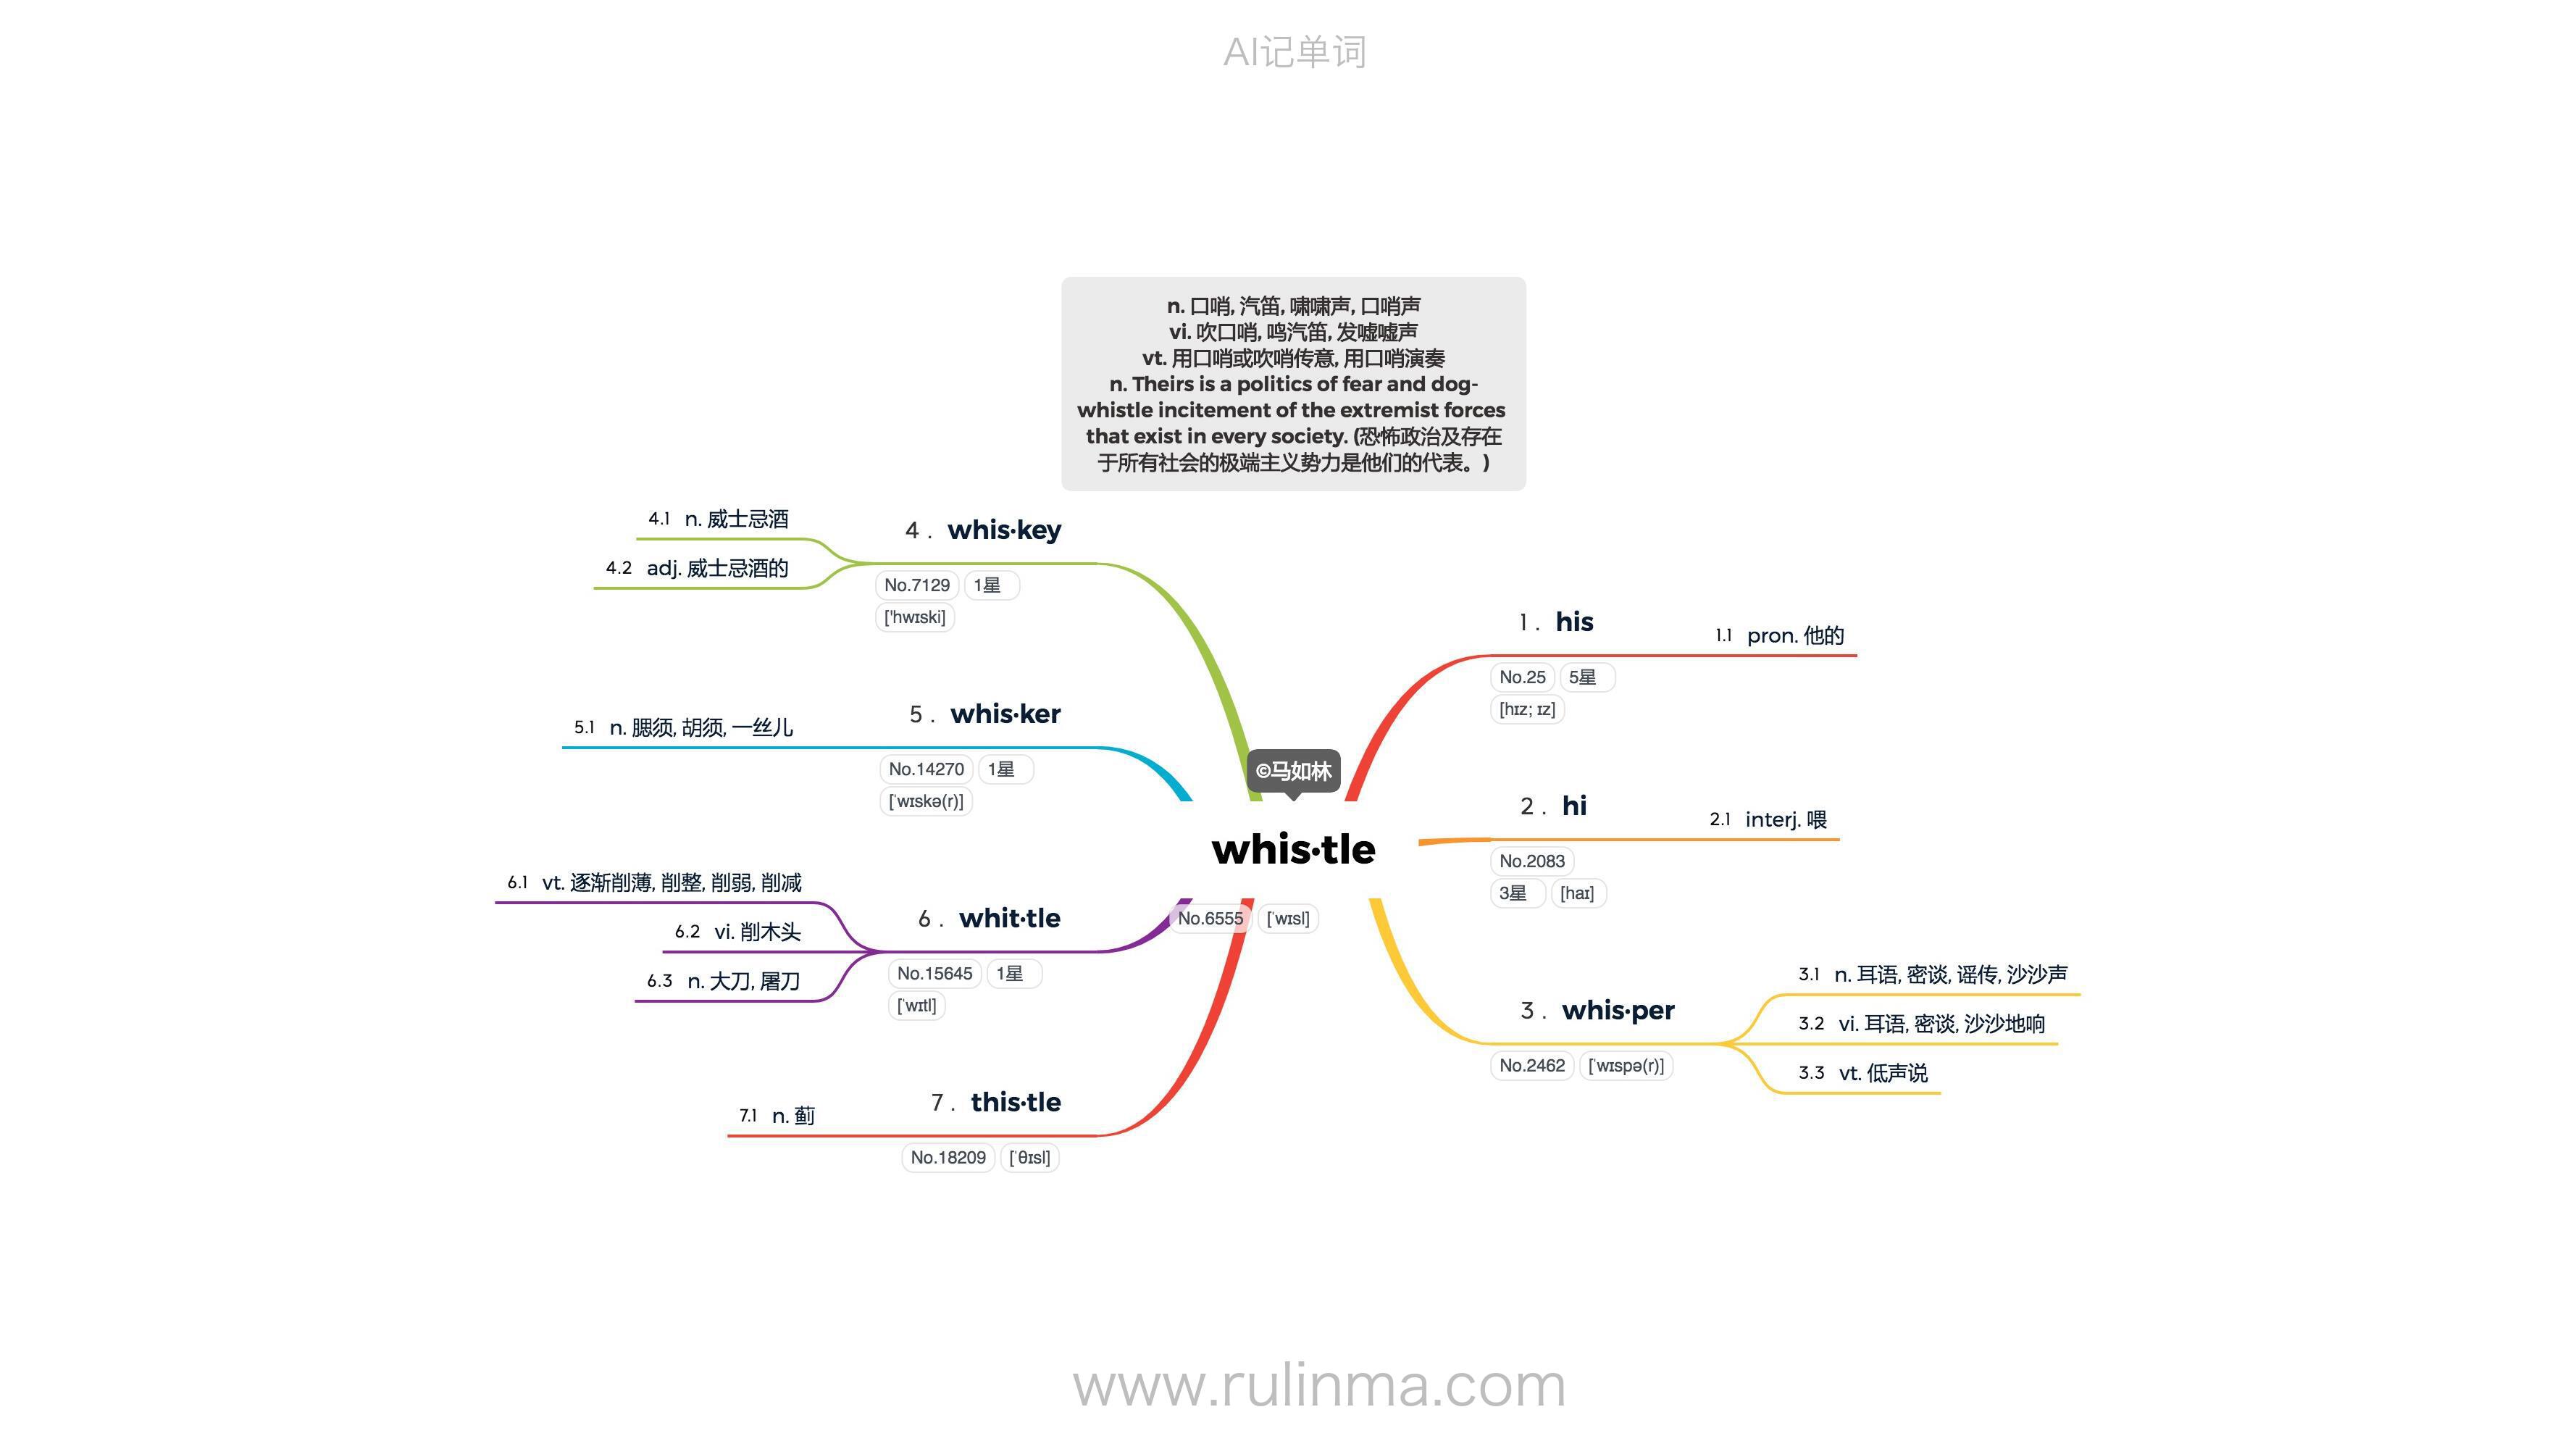 AI记单词
n. 口哨, 汽笛, 啸啸声, 口哨声
vi. 吹口哨, 鸣汽笛, 发嘘嘘声
vt. 用口哨或吹哨传意, 用口哨演奏
n. Theirs is a politics of fear and dog-
whistle incitement of the extremist forces
that exist in every society. (恐怖政治及存在
于所有社会的极端主义势力是他们的代表。)
©马如林
whis·tle
No.6555 [ˈwɪsl]
1. his
No.25 5星
[hɪz; ɪz]
1.1 pron. 他的
2. hi
No.2083
3星 [haɪ]
2.1 interj. 喂
3. whis·per
No.2462 [ˈwɪspə(r)]
3.1 n. 耳语, 密谈, 谣传, 沙沙声
3.2 vi. 耳语, 密谈, 沙沙地响
3.3 vt. 低声说
4. whis·key
No.7129 1星
['hwɪski]
4.1 n. 威士忌酒
4.2 adj. 威士忌酒的
5. whis·ker
No.14270 1星
[ˈwɪskə(r)]
5.1 n. 腮须, 胡须, 一丝儿
6. whit·tle
No.15645 1星
[ˈwɪtl]
6.1 vt. 逐渐削薄, 削整, 削弱, 削减
6.2 vi. 削木头
6.3 n. 大刀, 屠刀
7. this·tle
No.18209 [ˈθɪsl]
7.1 n. 蓟
www.rulinma.com